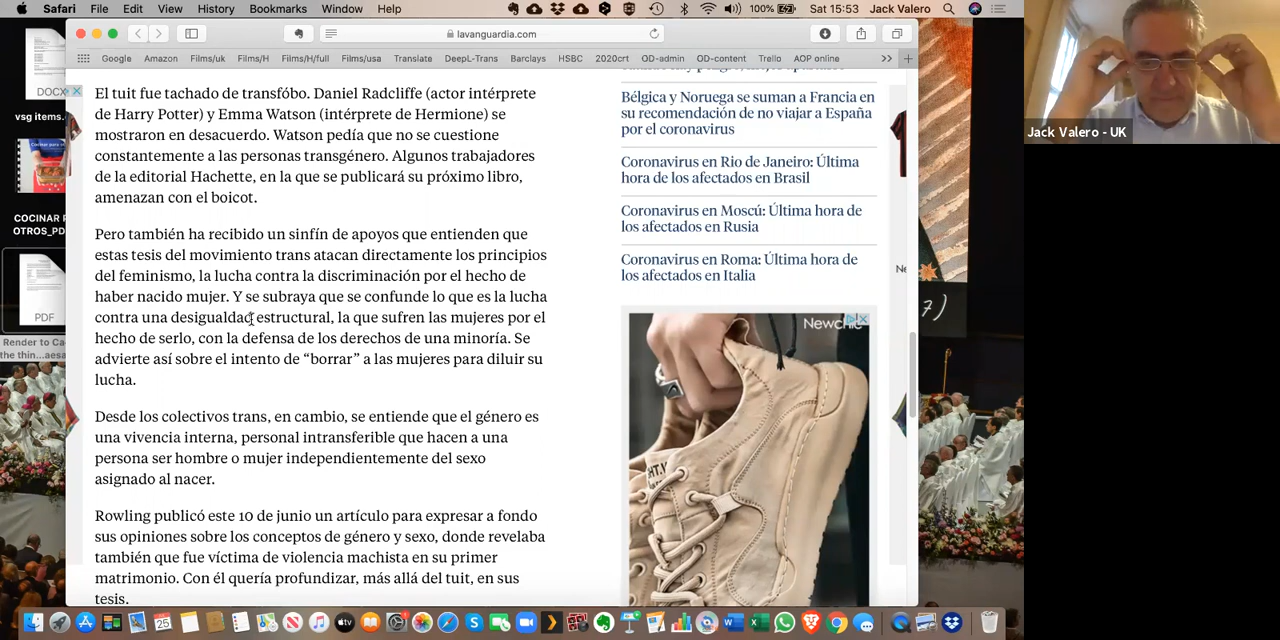 Safari File Edit View History Bookmarks Window Help
100% Sat 15:53 Jack Valero
lavanguardia.com
Google Amazon Films/uk Films/H Films/H/full Films/usa Translate DeepL-Trans Barclays HSBC 2020crt OD-admin OD-content Trello AOP online
DOCX
vsg items.
COCINAR P
OTROS_PD
PDF
Render to Ca
the thin...aesa
El tuit fue tachado de transfóbo. Daniel Radcliffe (actor intérprete
de Harry Potter) y Emma Watson (intérprete de Hermione) se
mostraron en desacuerdo. Watson pedía que no se cuestione
constantemente a las personas transgénero. Algunos trabajadores
de la editorial Hachette, en la que se publicará su próximo libro,
amenazan con el boicot.
Pero también ha recibido un sinfín de apoyos que entienden que
estas tesis del movimiento trans atacan directamente los principios
del feminismo, la lucha contra la discriminación por el hecho de
haber nacido mujer. Y se subraya que se confunde lo que es la lucha
contra una desigualdad estructural, la que sufren las mujeres por el
hecho de serlo, con la defensa de los derechos de una minoría. Se
advierte así sobre el intento de “borrar” a las mujeres para diluir su
lucha.
Desde los colectivos trans, en cambio, se entiende que el género es
una vivencia interna, personal intransferible que hacen a una
persona ser hombre o mujer independientemente del sexo
asignado al nacer.
Rowling publicó este 10 de junio un artículo para expresar a fondo
sus opiniones sobre los conceptos de género y sexo, donde revelaba
también que fue víctima de violencia machista en su primer
matrimonio. Con él quería profundizar, más allá del tuit, en sus
tesis.
Bélgica y Noruega se suman a Francia en
su recomendación de no viajar a España
por el coronavirus
Coronavirus en Rio de Janeiro: Última
hora de los afectados en Brasil
Coronavirus en Moscú: Última hora de
los afectados en Rusia
Coronavirus en Roma: Última hora de
los afectados en Italia
Newchic
Ne
7)
Jack Valero - UK
JUL
25